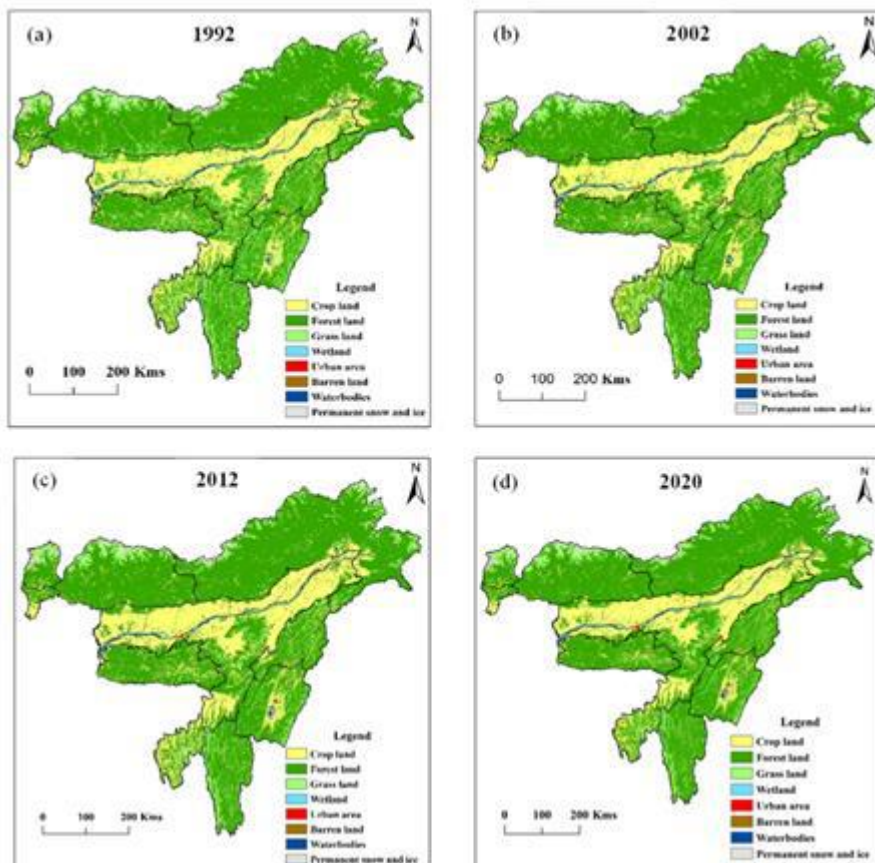 (a)
1992
N
Legend
Crop land
Forest land
Grass land
Wetland
Urban area
Barren land
Waterbodies
Permanent snow and ice
0 100 200 Kms
(b)
2002
N
Legend
Crop land
Forest land
Grass land
Wetland
Urban area
Barren land
Waterbodies
Permanent snow and ice
0 100 200 Kms
(c)
2012
N
Legend
Crop land
Forest land
Grass land
Wetland
Urban area
Barren land
Waterbodies
Permanent snow and ice
0 100 200 Kms
(d)
2020
N
Legend
Crop land
Forest land
Grass land
Wetland
Urban area
Barren land
Waterbodies
Permanent snow and ice
0 100 200 Kms